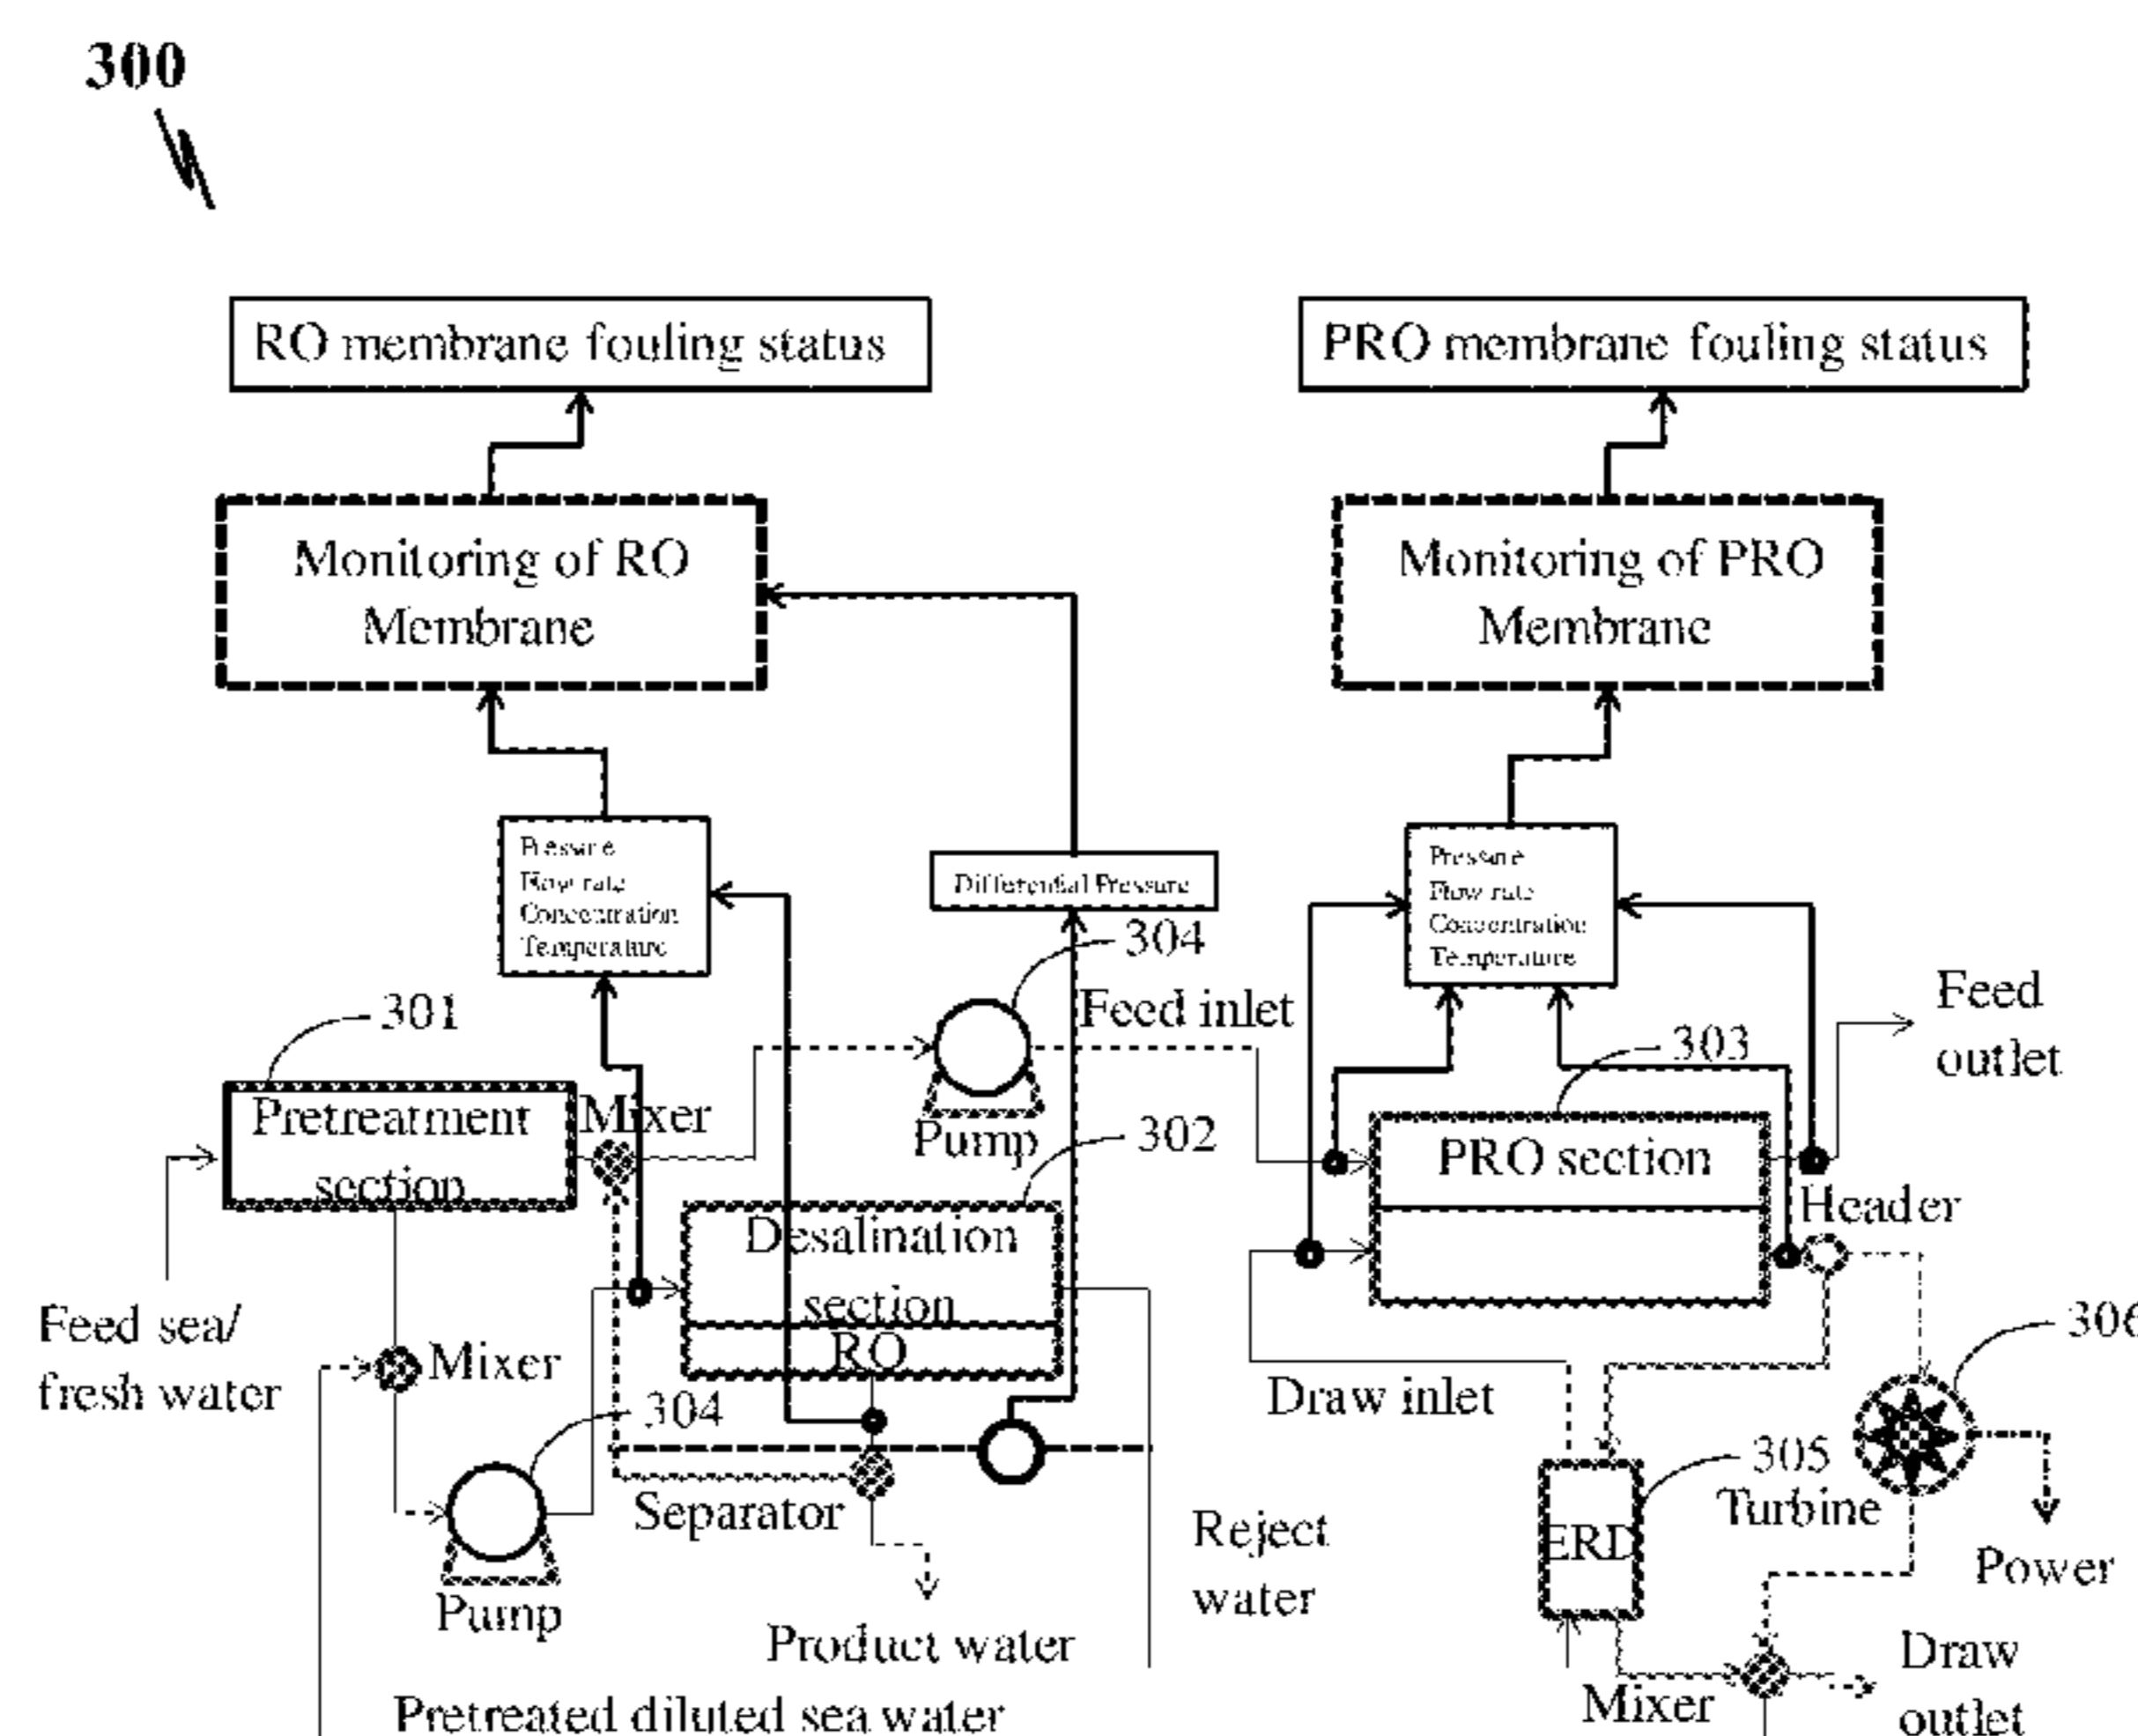 300
RO membrane fouling status
PRO membrane fouling status
Monitoring of RO
Membrane
Monitoring of PRO
Membrane
Pressure
Flow rate
Concentration
Temperature
Differential Pressure
Pressure
Flow rate
Concentration
Temperature
304
Feed inlet
Feed
outlet
301
303
Pretreatment
section
Mixer
Pump
302
PRO section
Header
Desalination
section
RO
Feed sea/
fresh water
Mixer
304
Draw inlet
306
305
Turbine
Separator
ERD
Reject
water
Power
Pump
Product water
Draw
outlet
Mixer
Pretreated diluted sea water